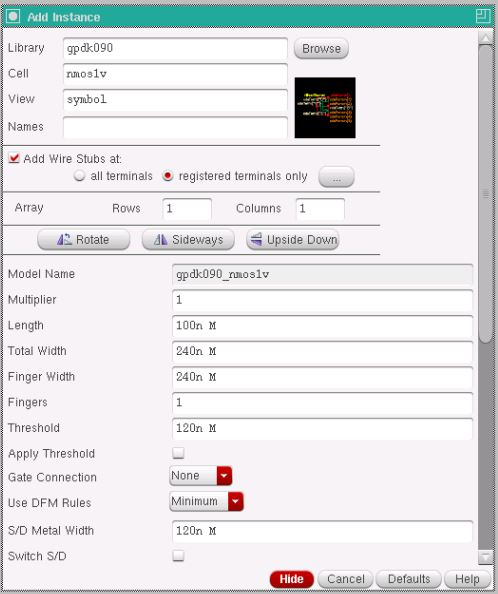 Add Instance
Library gpdk090 Browse
Cell nmos1v
View symbol
Names
Add Wire Stubs at:
all terminals registered terminals only ...
Array Rows 1 Columns 1
Rotate Sideways Upside Down
Model Name gpdk090_nmos1v
Multiplier 1
Length 100n M
Total Width 240n M
Finger Width 240n M
Fingers 1
Threshold 120n M
Apply Threshold
Gate Connection None
Use DFM Rules Minimum
S/D Metal Width 120n M
Switch S/D
Hide Cancel Defaults Help